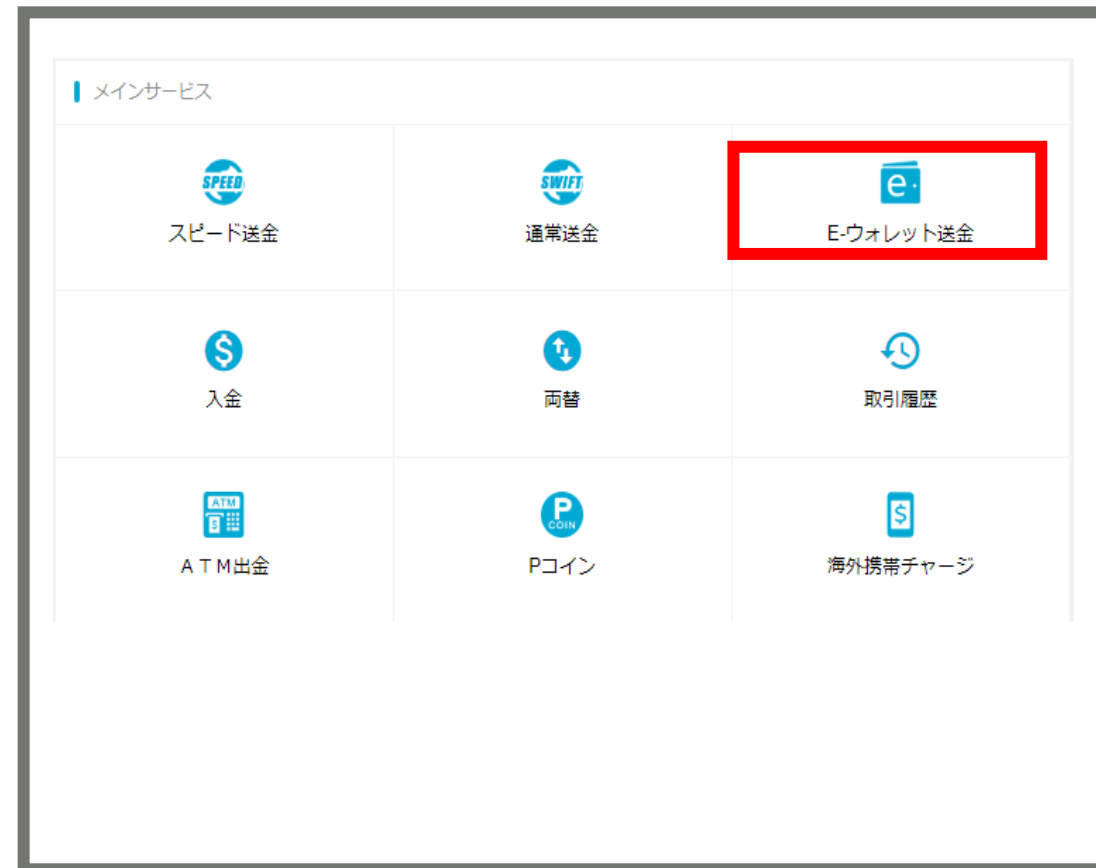 メインサービス
SPEED
スピード送金
SWIFT
通常送金
e
E-ウォレット送金
$
入金
両替
取引履歴
ATM
$
ＡＴＭ出金
P
COIN
Pコイン
$
海外携帯チャージ